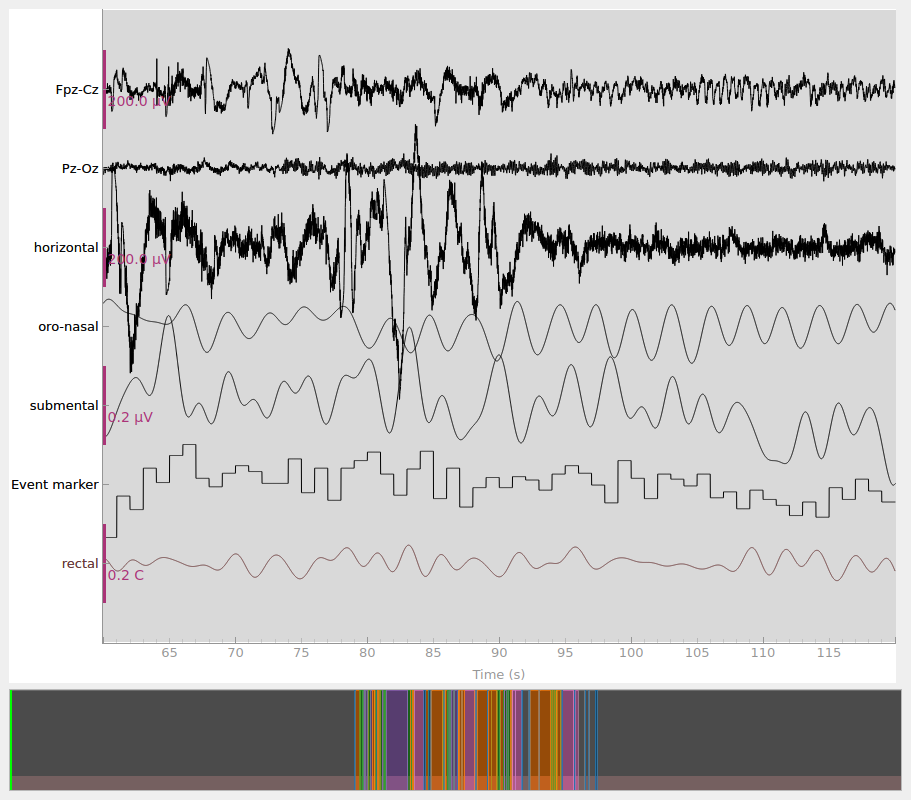 Fpz-Cz
200.0 µV
Pz-Oz
horizontal
200.0 µV
oro-nasal
submental
0.2 µV
Event marker
rectal
0.2 C
65 70 75 80 85 90 95 100 105 110 115
Time (s)